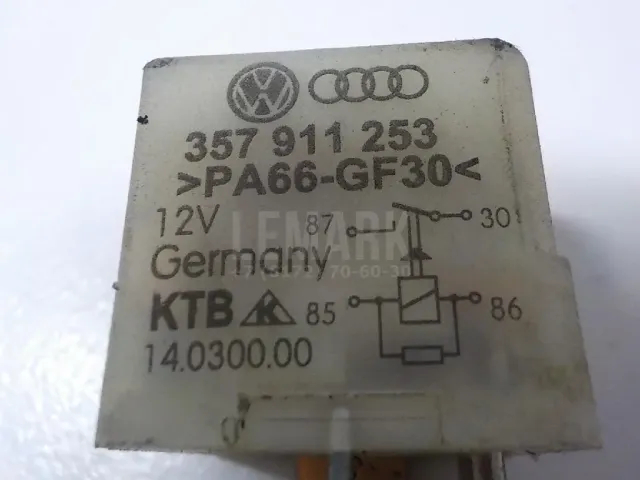 357 911 253
>PA66-GF30<
12V 87 30
LEMARK
Germany
KTB K 85 86
14.0300.00